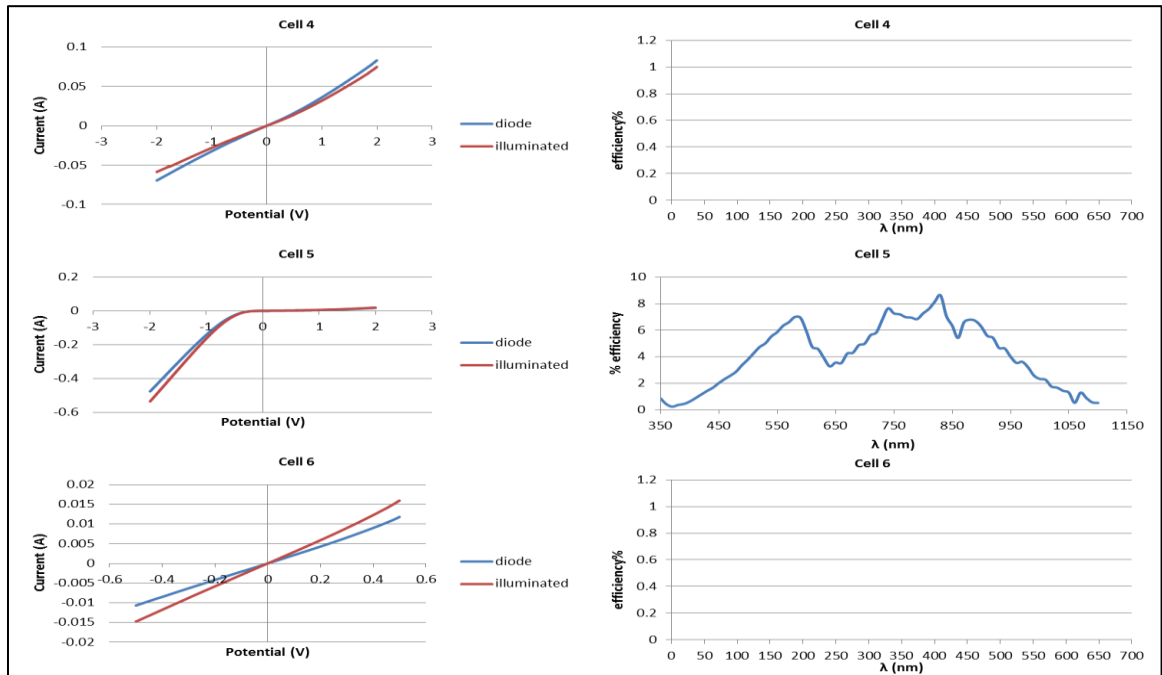 Cell 4
0.1
0.05
0
-0.05
-0.1
-3 -2 -1 0 1 2 3
Current (A)
Potential (V)
diode
illuminated
Cell 4
1.2
1
0.8
0.6
0.4
0.2
0
0 50 100 150 200 250 300 350 400 450 500 550 600 650 700
efficiency%
λ (nm)
Cell 5
0.2
0
-0.2
-0.4
-0.6
-3 -2 -1 0 1 2 3
Current (A)
Potential (V)
diode
illuminated
Cell 5
10
8
6
4
2
0
350 450 550 650 750 850 950 1050 1150
% efficiency
λ (nm)
Cell 6
0.02
0.015
0.01
0.005
0
-0.005
-0.01
-0.015
-0.02
-0.6 -0.4 -0.2 0 0.2 0.4 0.6
Current (A)
Potential (V)
diode
illuminated
Cell 6
1.2
1
0.8
0.6
0.4
0.2
0
0 50 100 150 200 250 300 350 400 450 500 550 600 650 700
efficiency%
λ (nm)